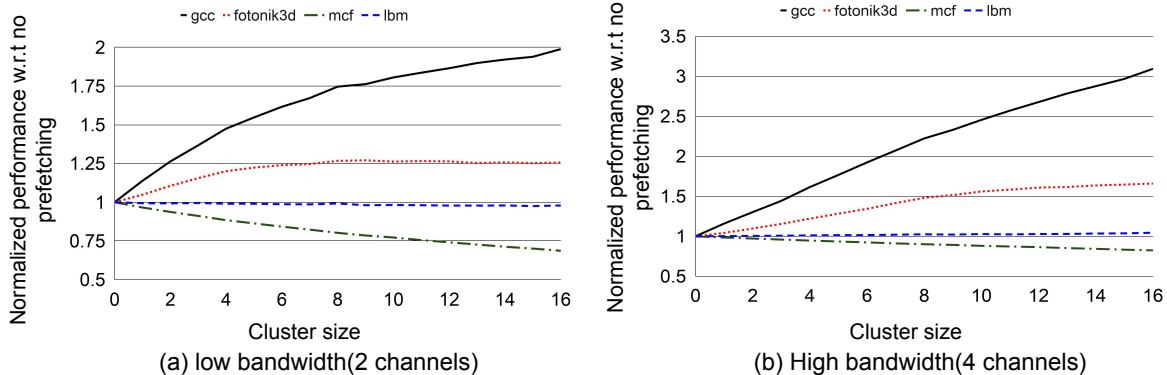 gcc fotonik3d mcf lbm
Normalized performance w.r.t no
prefetching
2
1.75
1.5
1.25
1
0.75
0.5
0 2 4 6 8 10 12 14 16
Cluster size
(a) low bandwidth(2 channels)
gcc fotonik3d mcf lbm
Normalized performance w.r.t no
prefetching
3.5
3
2.5
2
1.5
1
0.5
0 2 4 6 8 10 12 14 16
Cluster size
(b) High bandwidth(4 channels)